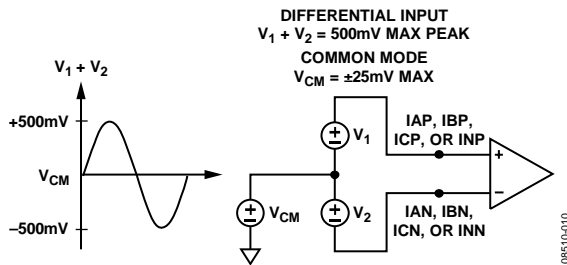 DIFFERENTIAL INPUT
V1 + V2 = 500mV MAX PEAK
COMMON MODE
VCM = ±25mV MAX
V1 + V2
+500mV
VCM
–500mV
V1
VCM
V2
IAP, IBP,
ICP, OR INP
+
–
IAN, IBN,
ICN, OR INN
08510-010